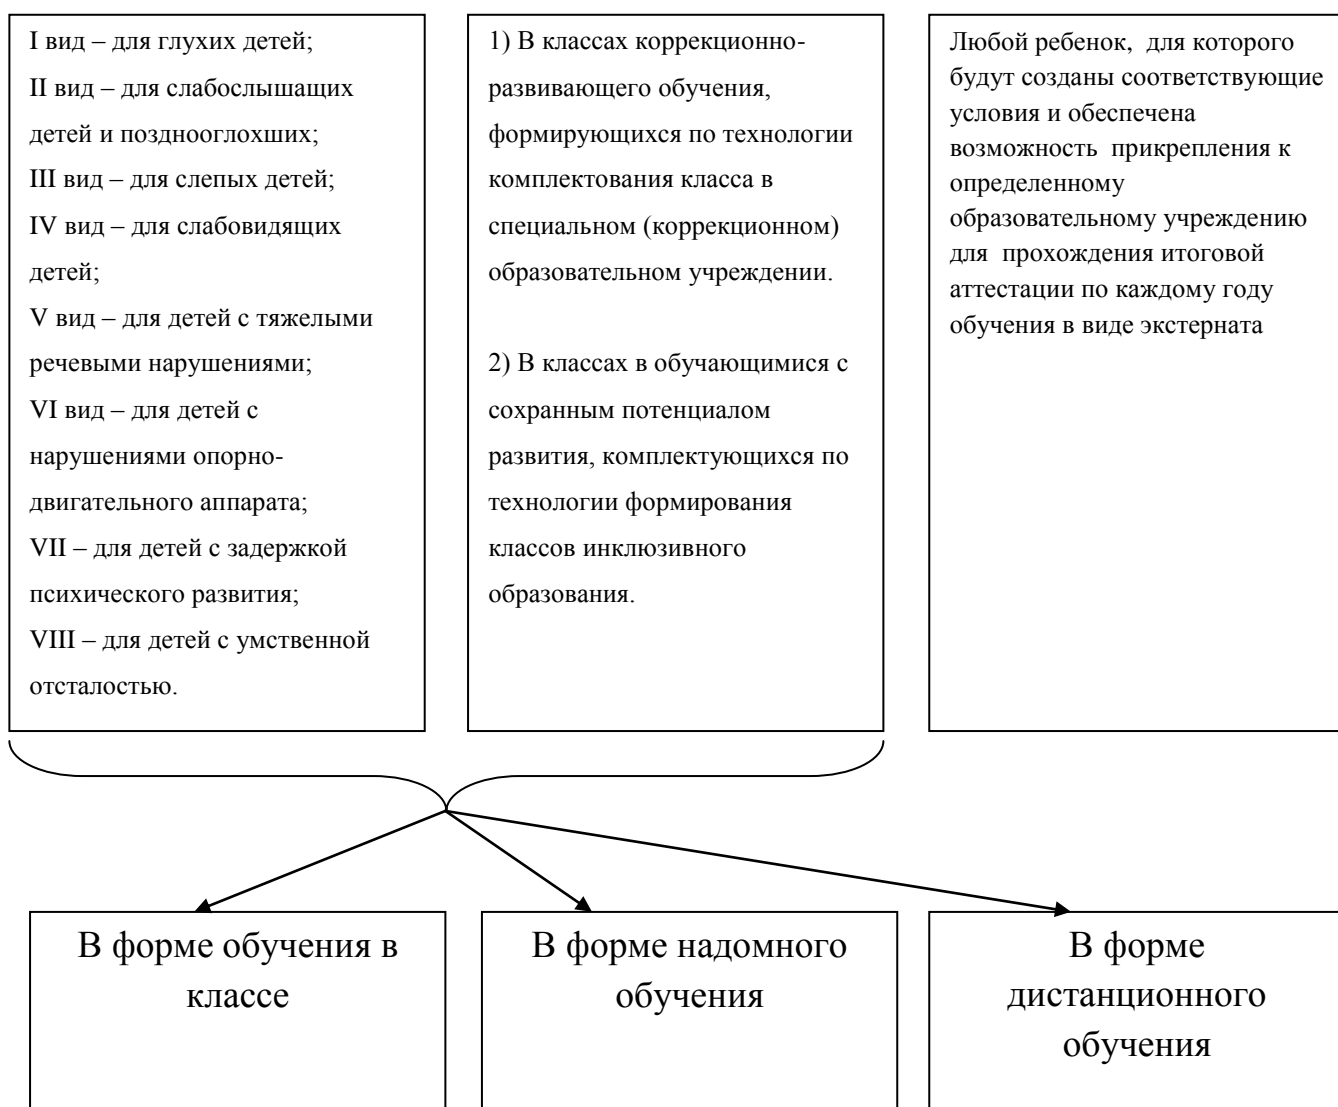 I вид – для глухих детей;
II вид – для слабослышащих
детей и позднооглохших;
III вид – для слепых детей;
IV вид – для слабовидящих
детей;
V вид – для детей с тяжелыми
речевыми нарушениями;
VI вид – для детей с
нарушениями опорно-
двигательного аппарата;
VII – для детей с задержкой
психического развития;
VIII – для детей с умственной
отсталостью.
1) В классах коррекционно-
развивающего обучения,
формирующихся по технологии
комплектования класса в
специальном (коррекционном)
образовательном учреждении.
2) В классах в обучающимися с
сохранным потенциалом
развития, комплектующихся по
технологии формирования
классов инклюзивного
образования.
Любой ребенок, для которого
будут созданы соответствующие
условия и обеспечена
возможность прикрепления к
определенному
образовательному учреждению
для прохождения итоговой
аттестации по каждому году
обучения в виде экстерната
В форме обучения в
классе
В форме надомного
обучения
В форме
дистанционного
обучения